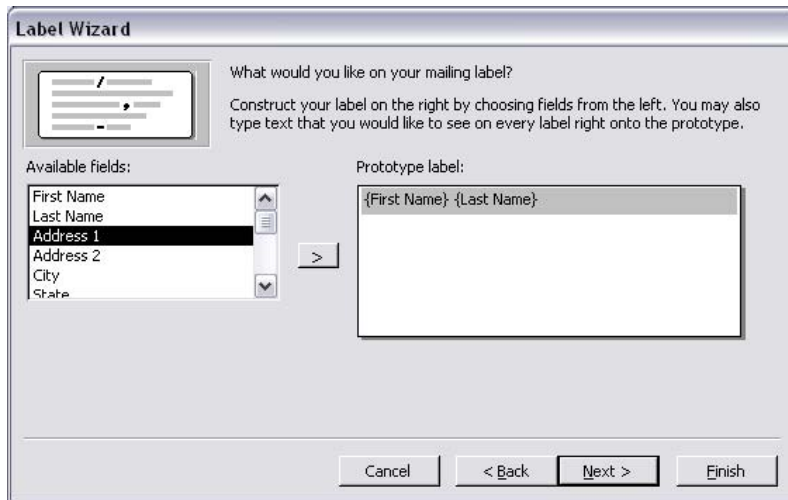 Label Wizard
What would you like on your mailing label?
Construct your label on the right by choosing fields from the left. You may also
type text that you would like to see on every label right onto the prototype.
Available fields:
Prototype label:
First Name
Last Name
Address 1
Address 2
City
State
>
{First Name} {Last Name}
Cancel
< Back
Next >
Finish